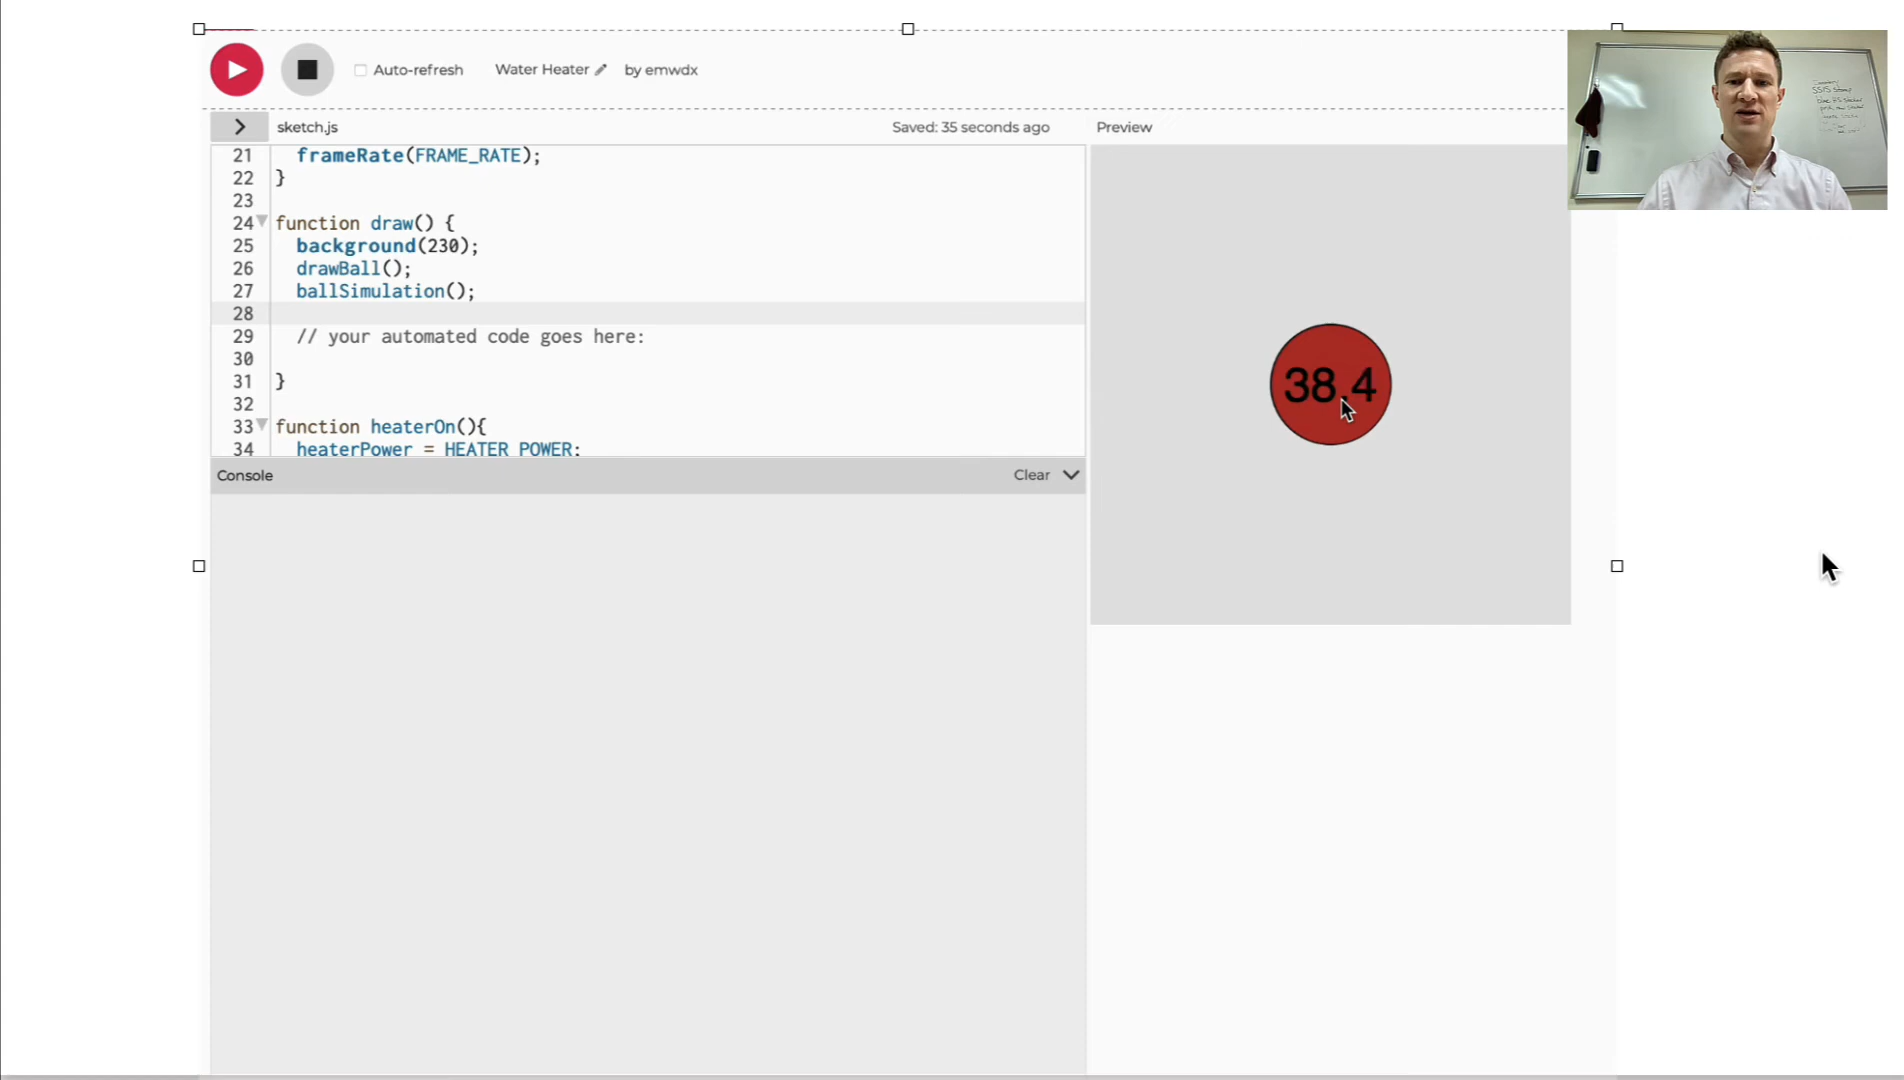 Auto-refresh
Water Heater
by emwdx
sketch.js
Saved: 35 seconds ago
Preview
21 frameRate(FRAME_RATE);
22 }
23
24 function draw() {
25 background(230);
26 drawBall();
27 ballSimulation();
28
29 // your automated code goes here:
30
31 }
32
33 function heaterOn(){
34 heaterPower = HEATER_POWER;
Console
Clear
38.4
SSIS Stamp